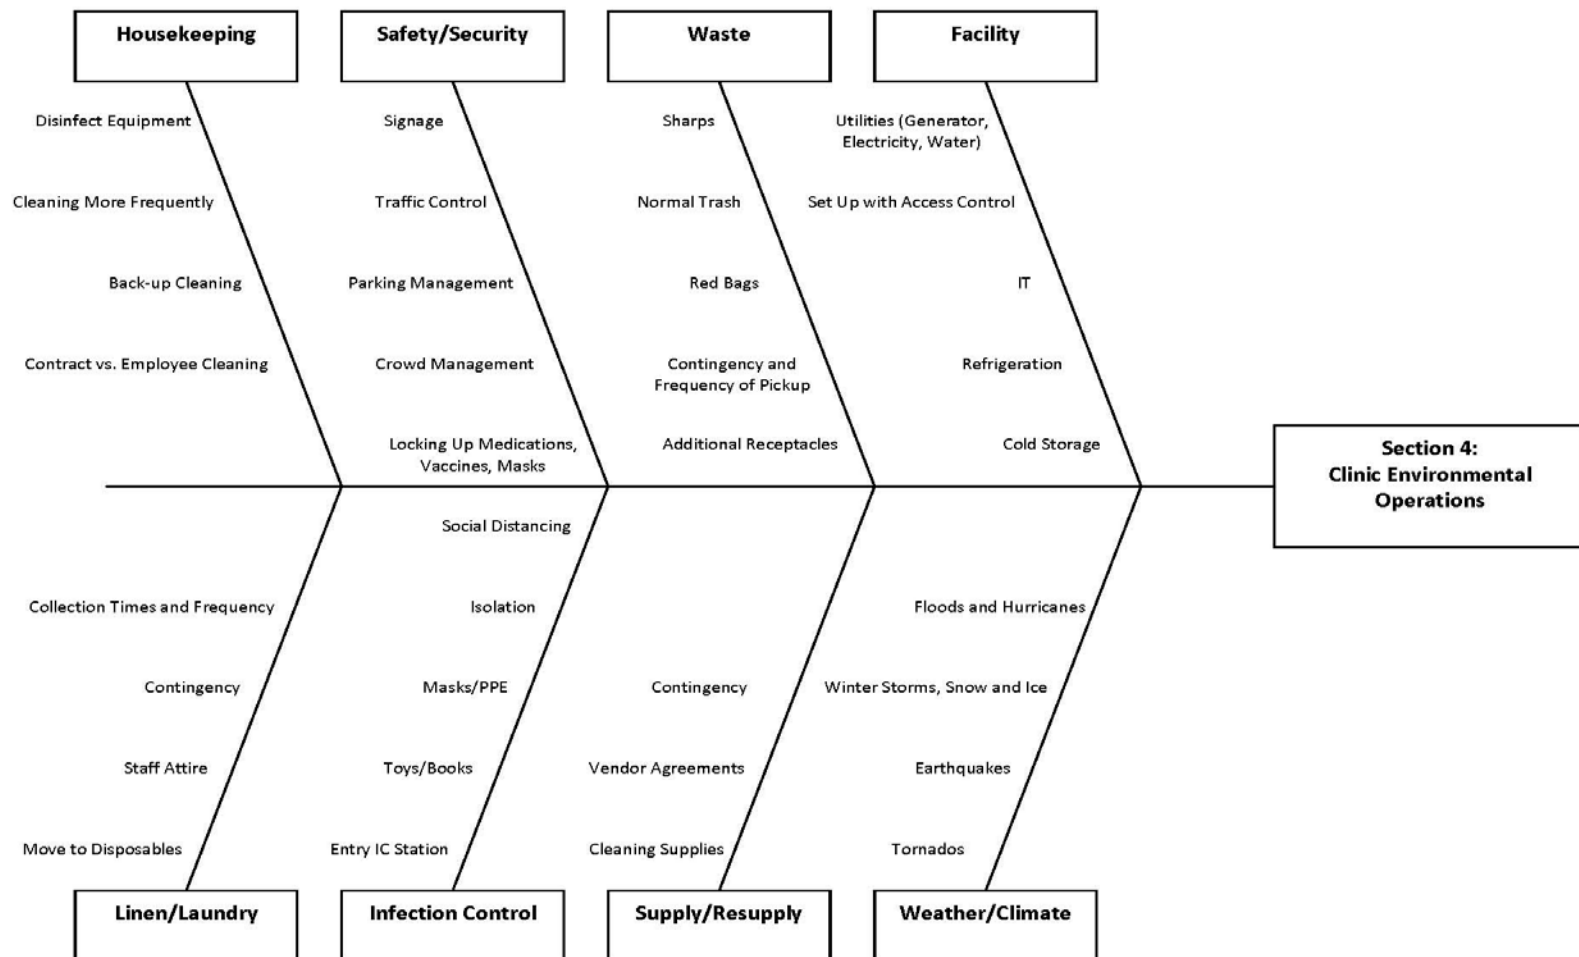 Housekeeping
Safety/Security
Waste
Facility
Disinfect Equipment
Signage
Sharps
Utilities (Generator,
Electricity, Water)
Cleaning More Frequently
Traffic Control
Normal Trash
Set Up with Access Control
Back-up Cleaning
Parking Management
Red Bags
IT
Contract vs. Employee Cleaning
Crowd Management
Contingency and
Frequency of Pickup
Refrigeration
Locking Up Medications,
Vaccines, Masks
Additional Receptacles
Cold Storage
Section 4:
Clinic Environmental
Operations
Social Distancing
Collection Times and Frequency
Isolation
Floods and Hurricanes
Contingency
Masks/PPE
Contingency
Winter Storms, Snow and Ice
Staff Attire
Toys/Books
Vendor Agreements
Earthquakes
Move to Disposables
Entry IC Station
Cleaning Supplies
Tornados
Linen/Laundry
Infection Control
Supply/Resupply
Weather/Climate